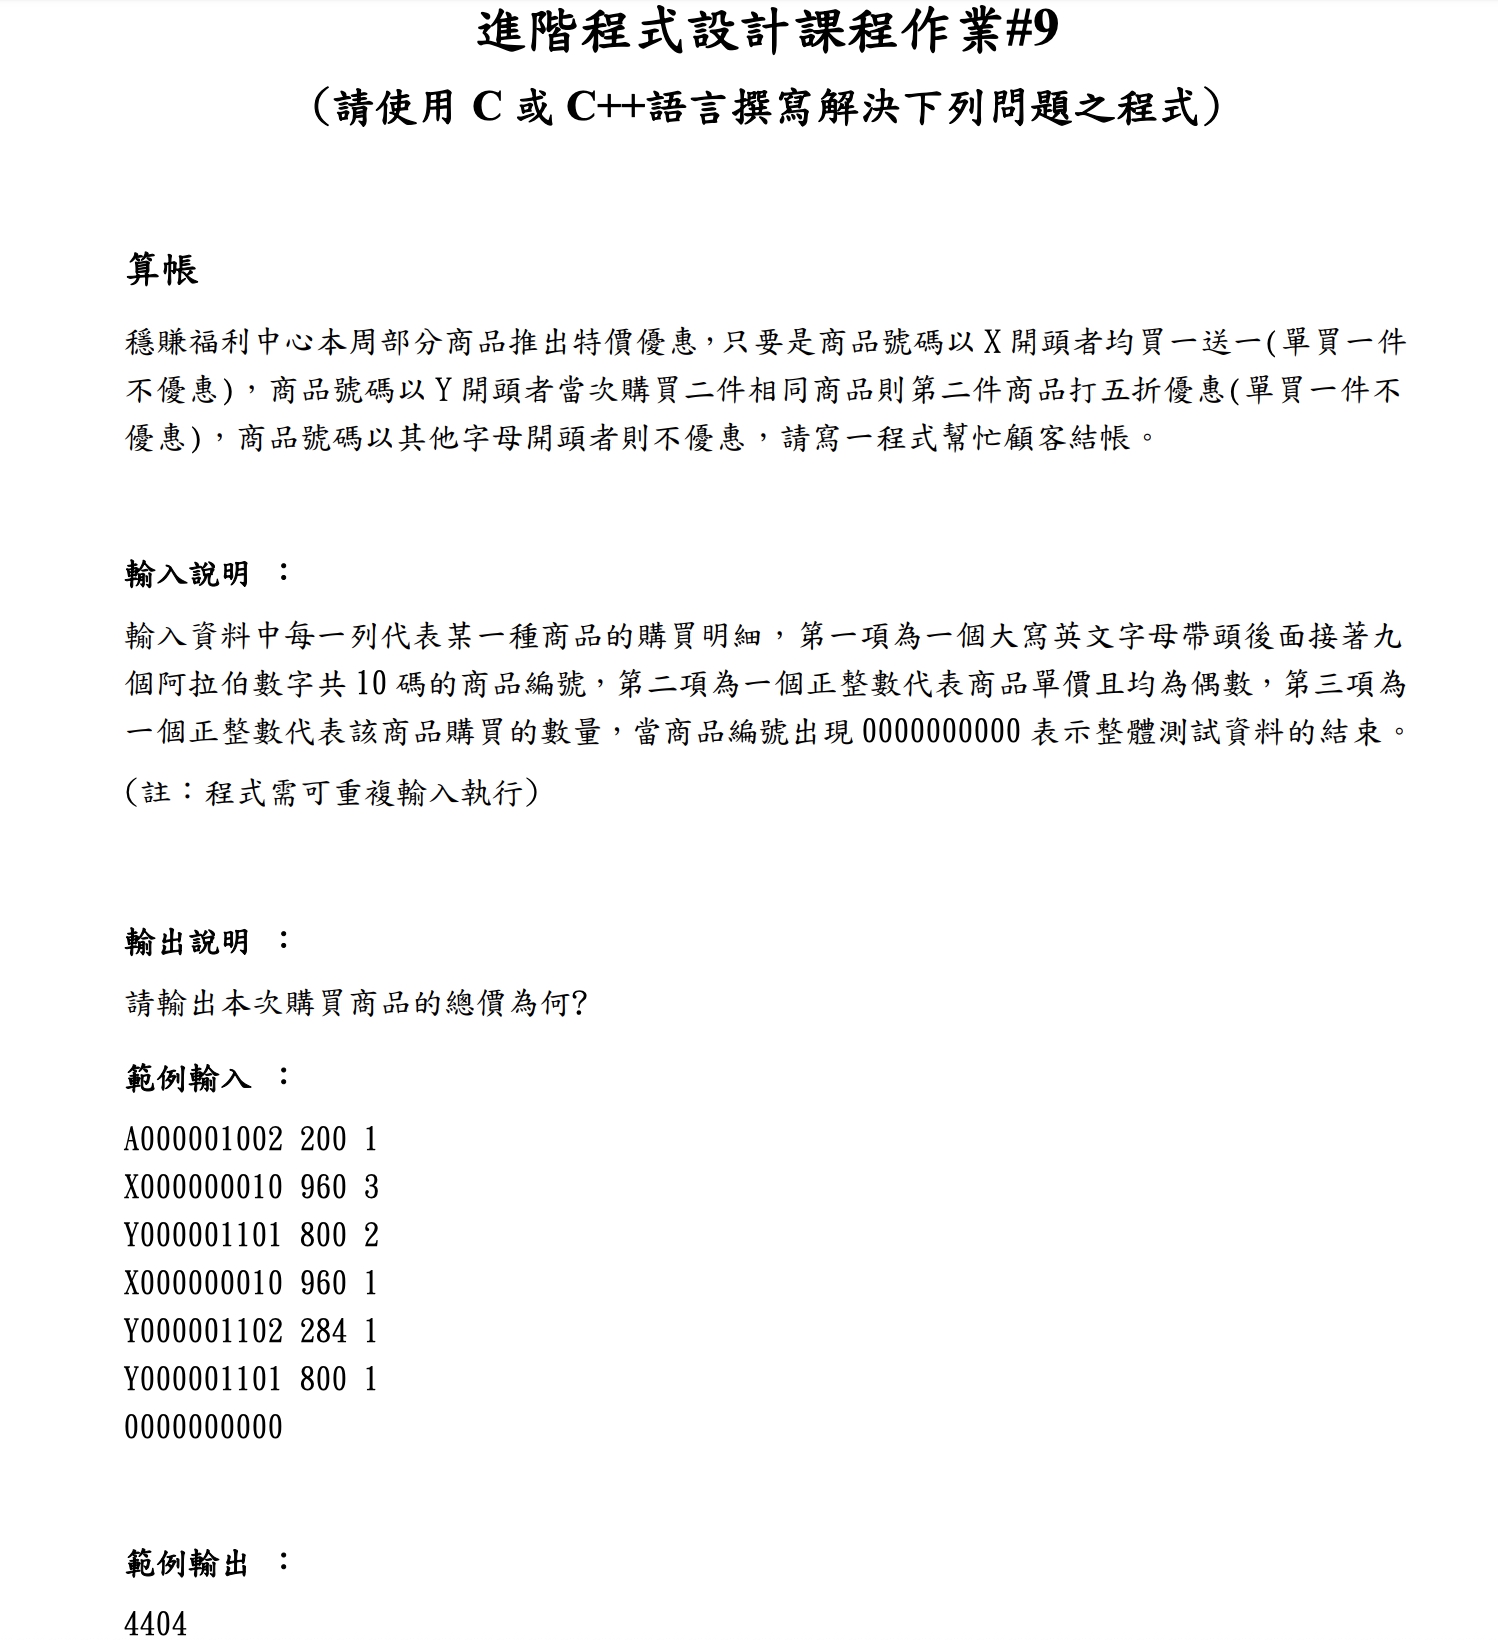 進階程式設計課程作業#9
（請使用 C 或 C++語言撰寫解決下列問題之程式）
算帳
穩賺福利中心本周部分商品推出特價優惠，只要是商品號碼以 X 開頭者均買一送一(單買一件
不優惠)，商品號碼以 Y 開頭者當次購買二件相同商品則第二件商品打五折優惠(單買一件不
優惠)，商品號碼以其他字母開頭者則不優惠，請寫一程式幫忙顧客結帳。
輸入說明 ：
輸入資料中每一列代表某一種商品的購買明細，第一項為一個大寫英文字母帶頭後面接著九
個阿拉伯數字共 10 碼的商品編號，第二項為一個正整數代表商品單價且均為偶數，第三項為
一個正整數代表該商品購買的數量，當商品編號出現 0000000000 表示整體測試資料的結束。
(註：程式需可重複輸入執行)
輸出說明 ：
請輸出本次購買商品的總價為何?
範例輸入 ：
A000001002 200 1
X000000010 960 3
Y000001101 800 2
X000000010 960 1
Y000001102 284 1
Y000001101 800 1
0000000000
範例輸出 ：
4404